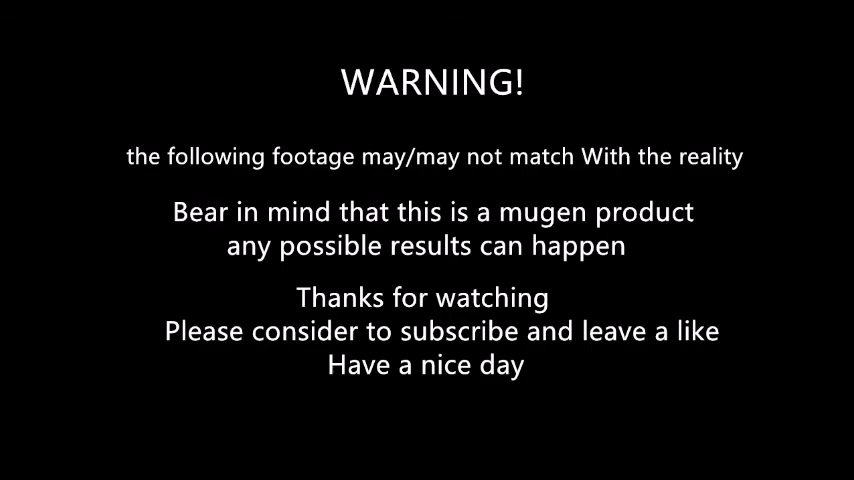 WARNING!
the following footage may/may not match With the reality
Bear in mind that this is a mugen product
any possible results can happen
Thanks for watching
Please consider to subscribe and leave a like
Have a nice day